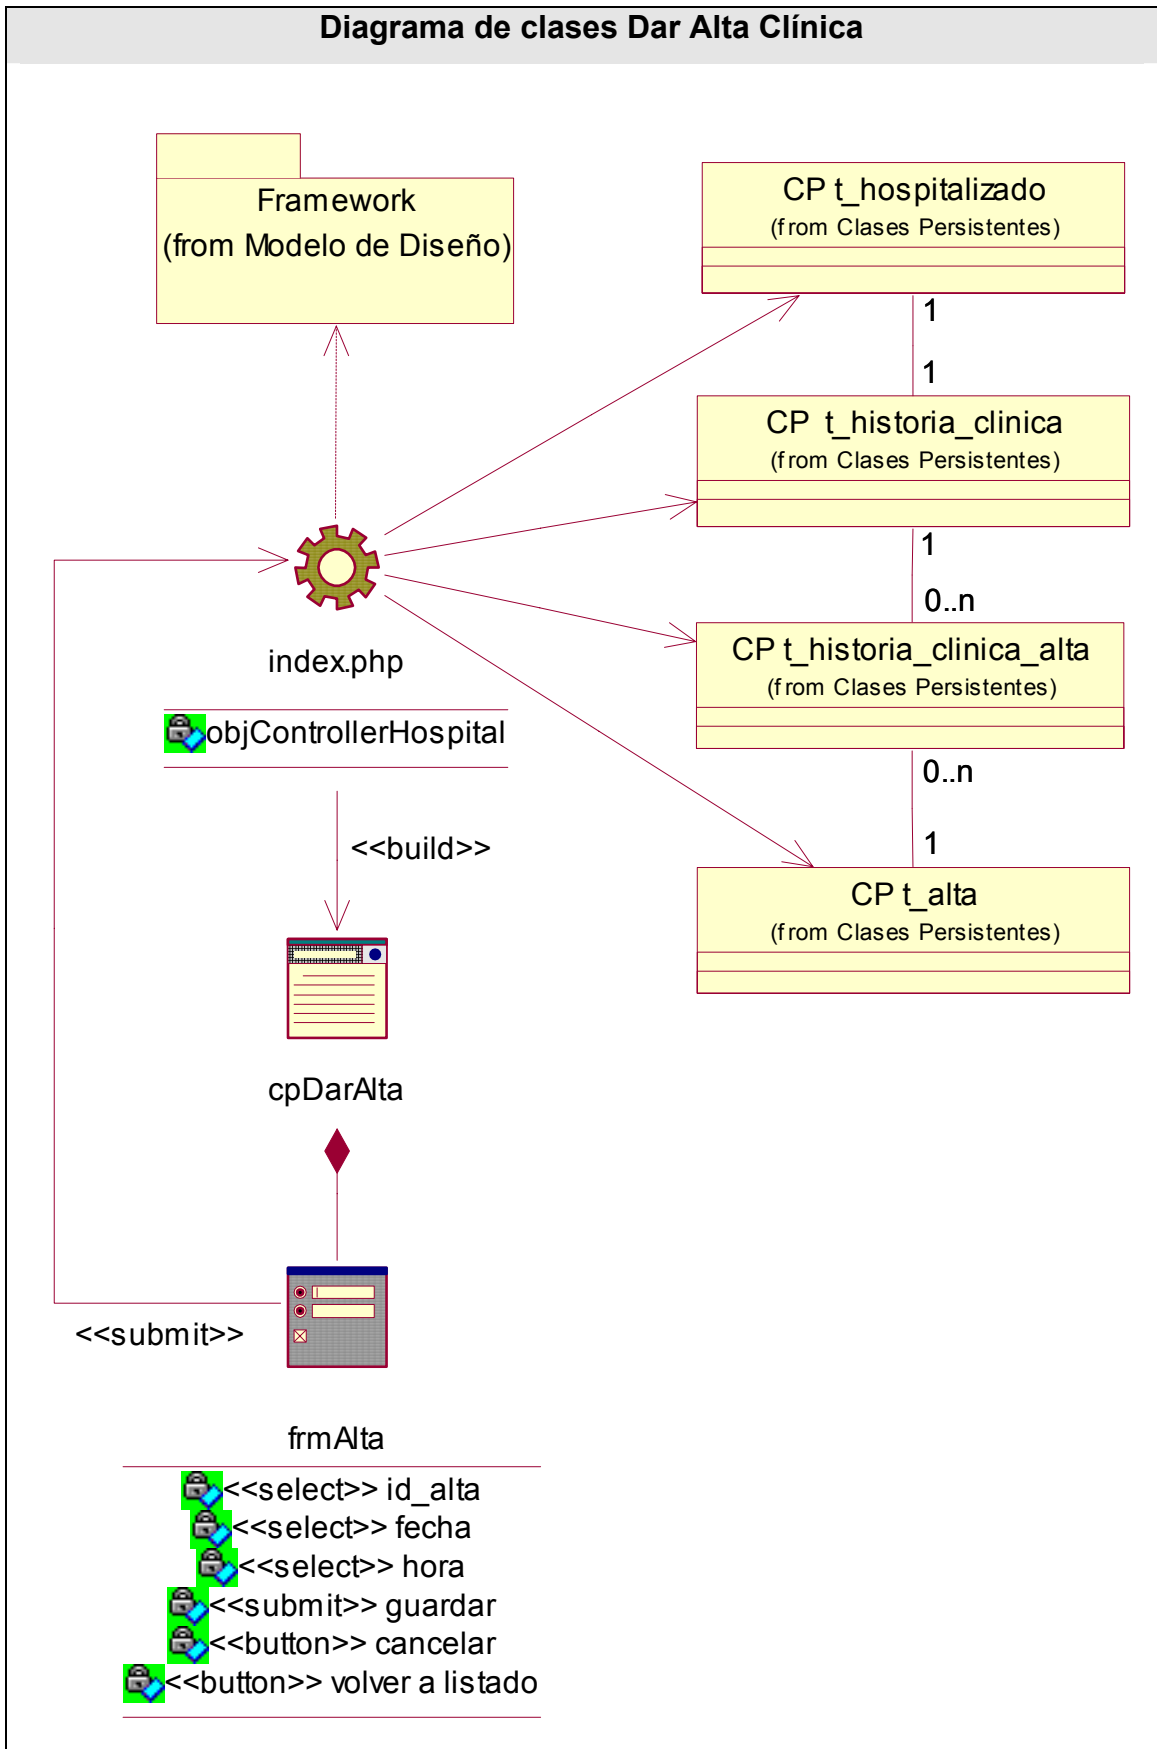 Diagrama de clases Dar Alta Clínica
Framework
(from Modelo de Diseño)
CP t_hospitalizado
(from Clases Persistentes)
1
1
CP t_historia_clinica
(from Clases Persistentes)
1
0..n
CP t_historia_clinica_alta
(from Clases Persistentes)
0..n
1
CP t_alta
(from Clases Persistentes)
index.php
objControllerHospital
<<build>>
cpDarAlta
<<submit>>
frmAlta
<<select>> id_alta
<<select>> fecha
<<select>> hora
<<submit>> guardar
<<button>> cancelar
<<button>> volver a listado